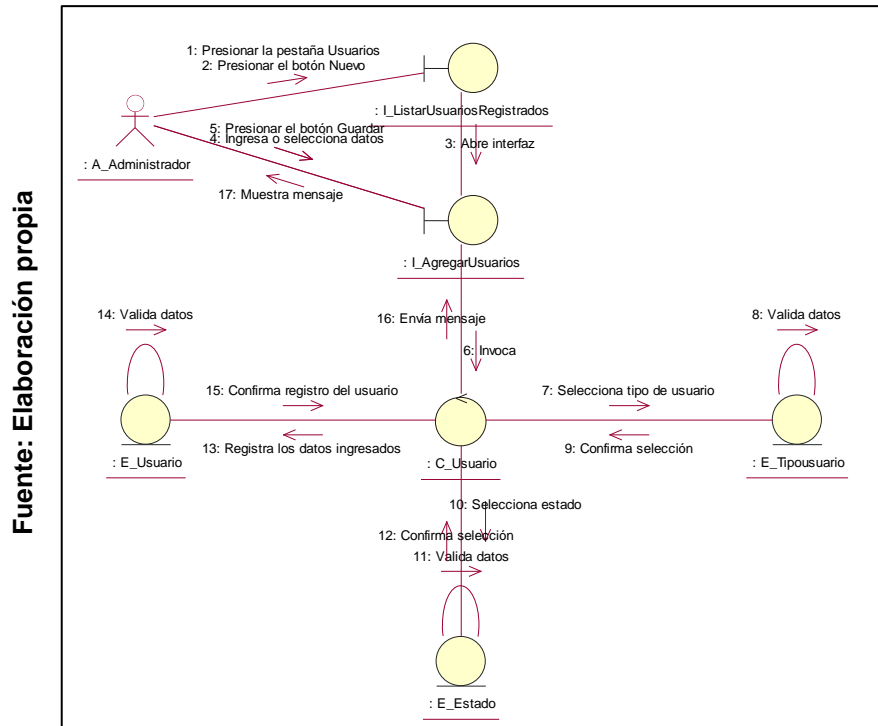 Fuente: Elaboración propia
1: Presionar la pestaña Usuarios
2: Presionar el botón Nuevo
: I_ListarUsuariosRegistrados
: A_Administrador
5: Presionar el botón Guardar
4: Ingresa o selecciona datos
3: Abre interfaz
17: Muestra mensaje
: I_AgregarUsuarios
14: Valida datos
16: Envía mensaje
6: Invoca
8: Valida datos
15: Confirma registro del usuario
7: Selecciona tipo de usuario
13: Registra los datos ingresados
9: Confirma selección
: E_Usuario
: C_Usuario
: E_Tipousuario
10: Selecciona estado
12: Confirma selección
11: Valida datos
: E_Estado